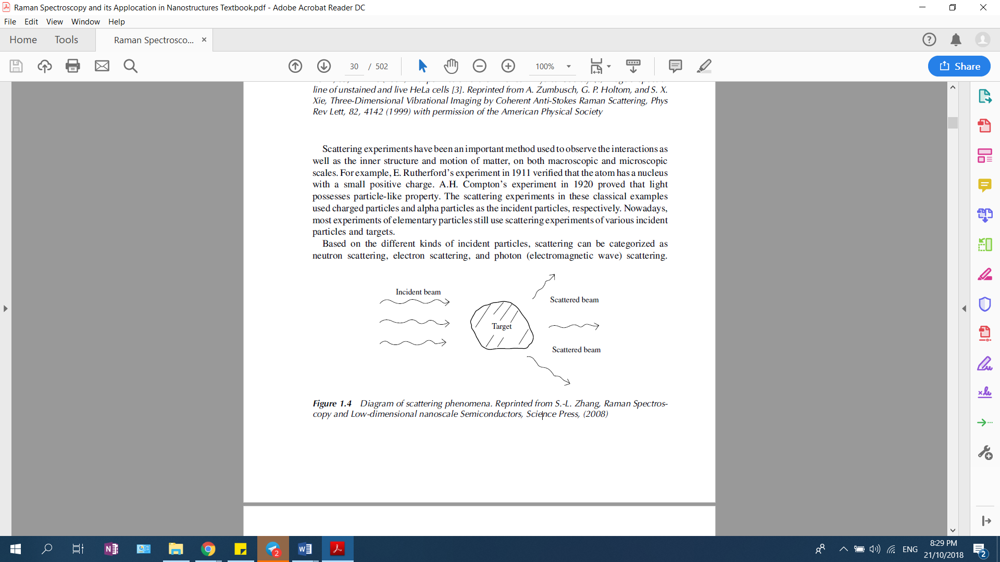 Raman Spectroscopy and its Applocation in Nanostructures Textbook.pdf - Adobe Acrobat Reader DC
File Edit View Window Help
Home Tools Raman Spectrosco... ×
30 / 502 100% Share
line of unstained and live HeLa cells [3]. Reprinted from A. Zumbusch, G. P. Holtom, and S. X.
Xie, Three-Dimensional Vibrational Imaging by Coherent Anti-Stokes Raman Scattering, Phys
Rev Lett, 82, 4142 (1999) with permission of the American Physical Society
Scattering experiments have been an important method used to observe the interactions as
well as the inner structure and motion of matter, on both macroscopic and microscopic
scales. For example, E. Rutherford's experiment in 1911 verified that the atom has a nucleus
with a small positive charge. A.H. Compton's experiment in 1920 proved that light
possesses particle-like property. The scattering experiments in these classical examples
used charged particles and alpha particles as the incident particles, respectively. Nowadays,
most experiments of elementary particles still use scattering experiments of various incident
particles and targets.
Based on the different kinds of incident particles, scattering can be categorized as
neutron scattering, electron scattering, and photon (electromagnetic wave) scattering.
Incident beam
Scattered beam
Target
Scattered beam
Figure 1.4 Diagram of scattering phenomena. Reprinted from S.-L. Zhang, Raman Spectros-
copy and Low-dimensional nanoscale Semiconductors, Science Press, (2008)
2
ENG
8:29 PM
21/10/2018
2